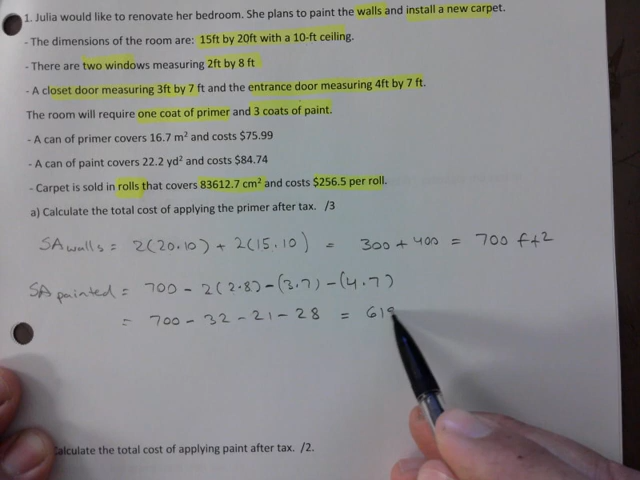 1. Julia would like to renovate her bedroom. She plans to paint the walls and install a new carpet.
- The dimensions of the room are: 15ft by 20ft with a 10-ft ceiling.
- There are two windows measuring 2ft by 8 ft
- A closet door measuring 3ft by 7 ft and the entrance door measuring 4ft by 7 ft.
The room will require one coat of primer and 3 coats of paint.
- A can of primer covers 16.7 m² and costs $75.99
- A can of paint covers 22.2 yd² and costs $84.74
- Carpet is sold in rolls that covers 83612.7 cm² and costs $256.5 per roll.
a) Calculate the total cost of applying the primer after tax. /3
SA walls = 2(20.10) + 2(15.10) = 300 + 400 = 700 ft2
SA painted = 700 - 2(2.8) - (3.7) - (4.7)
= 700 - 32 - 21 - 28 = 619
Calculate the total cost of applying paint after tax. /2.